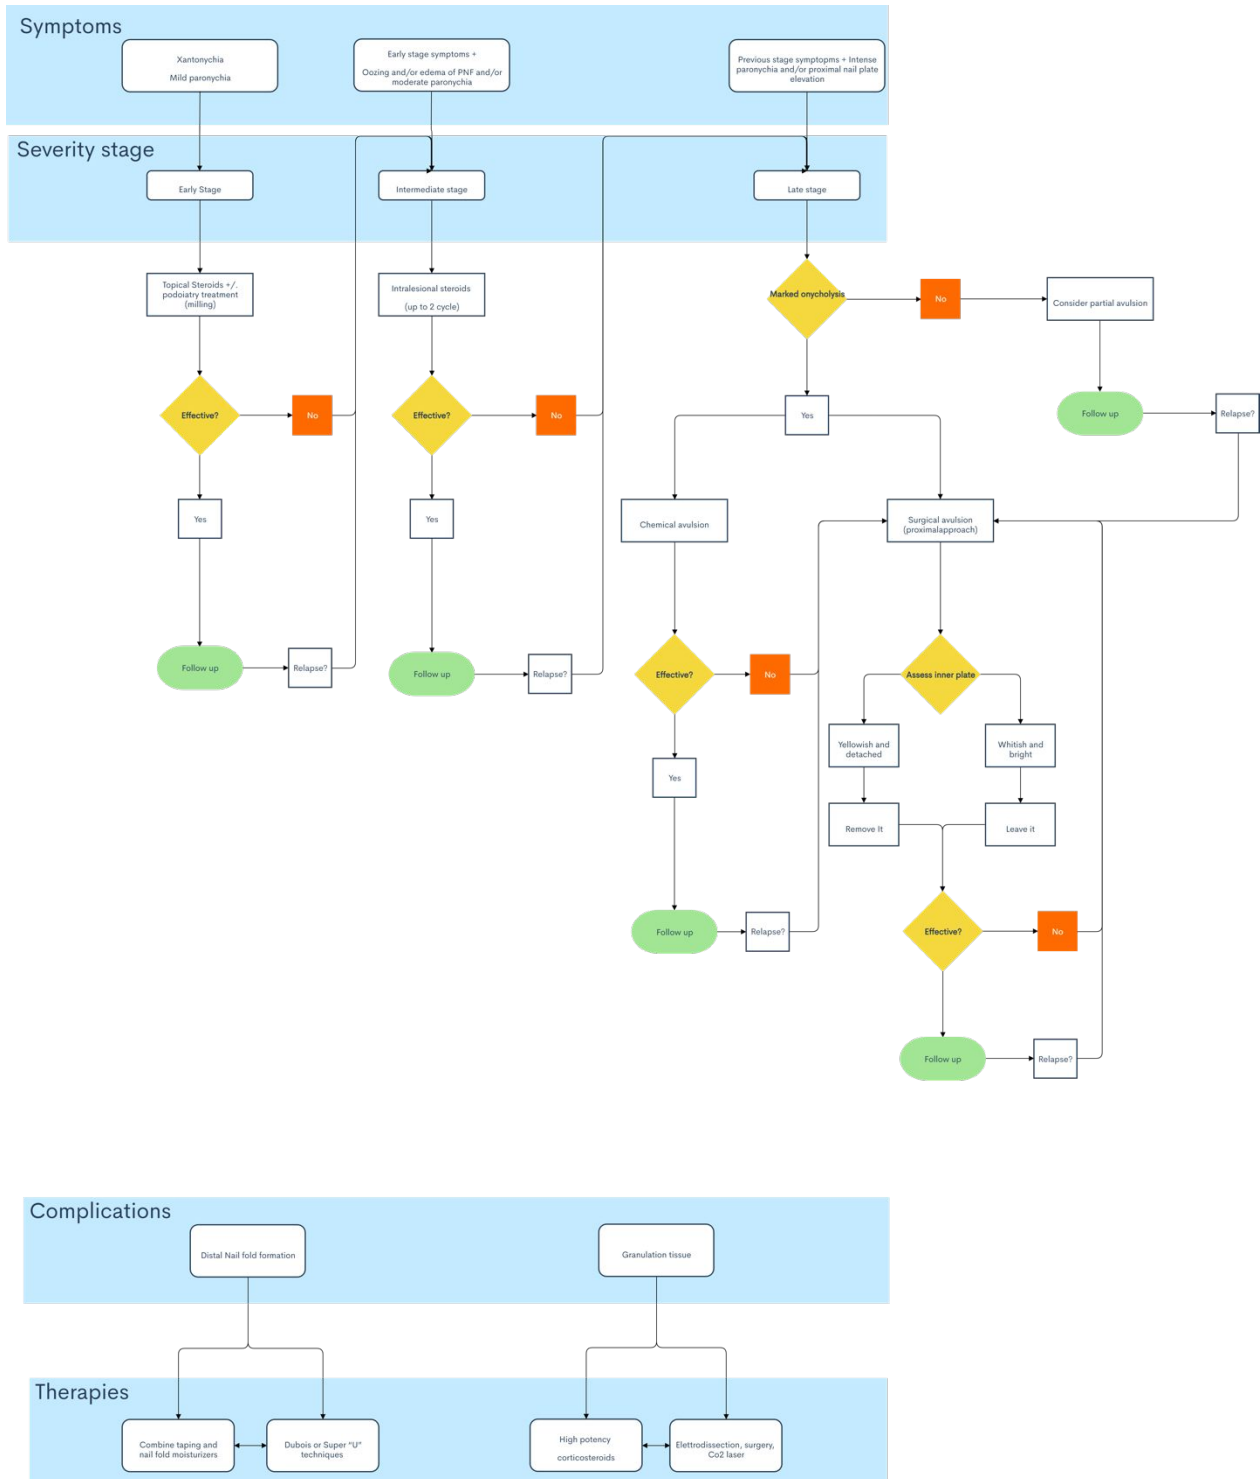 Symptoms
Xantonychia
Mild paronychia
Early stage symptoms +
Oozing and/or edema of PNF and/or
moderate paronychia
Previous stage symptopms + Intense
paronychia and/or proximal nail plate
elevation
Severity stage
Early Stage
Intermediate stage
Late stage
Topical Steroids +/.
podoiatry treatment
(milling)
Intralesional steroids
(up to 2 cycle)
Marked onycholysis
No
Consider partial avulsion
Effective?
No
Effective?
No
Yes
Follow up
Relapse?
Yes
Yes
Chemical avulsion
Surgical avulsion
(proximalapproach)
Follow up
Relapse?
Follow up
Relapse?
Effective?
No
Assess inner plate
Yellowish and
detached
Whitish and
bright
Yes
Remove It
Leave it
Follow up
Relapse?
Effective?
No
Follow up
Relapse?
Complications
Distal Nail fold formation
Granulation tissue
Therapies
Combine taping and
nail fold moisturizers
Dubois or Super "U"
techniques
High potency
corticosteroids
Elettrodissection, surgery,
Co2 laser